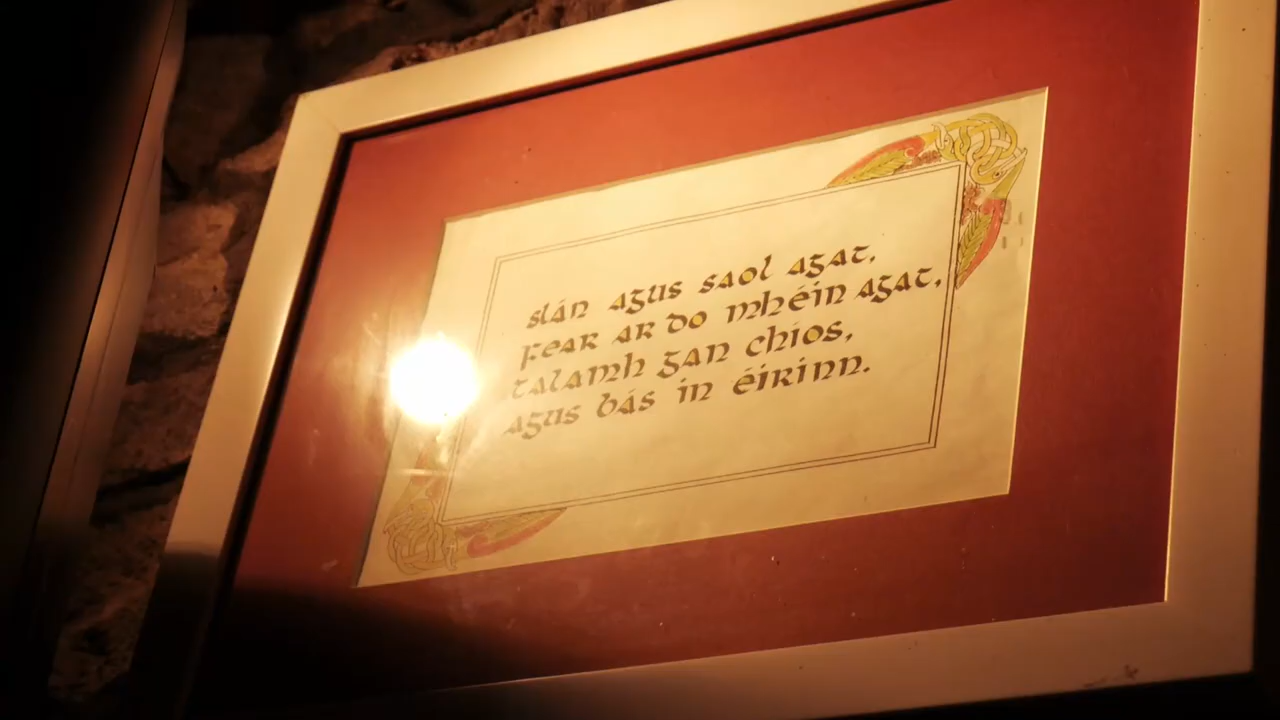 slán agus saol agat,
fear ar do mhéin agat,
talamh gan chíos,
agus bás in éirinn.